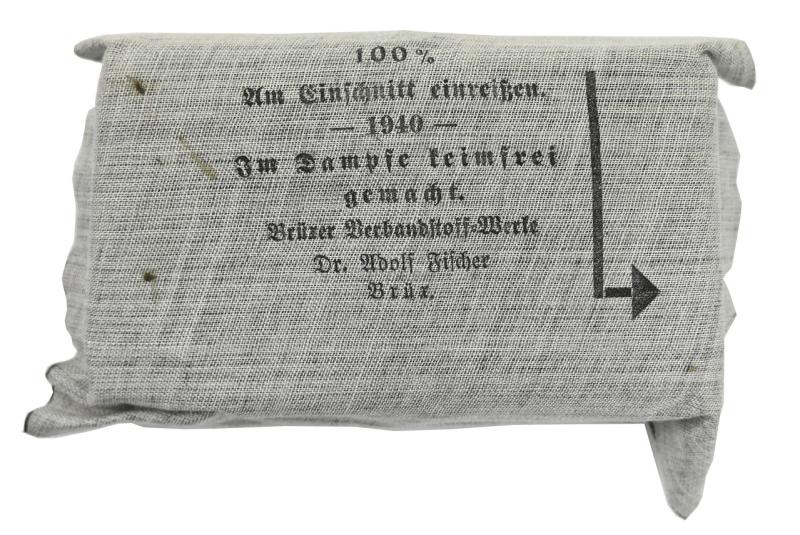 100%
Am Einschnitt einreißen.
— 1940 —
Im Dampfe keimfrei
gemacht.
Brüxer Verbandstoff-Werke
Dr. Adolf Fischer
Brüx.